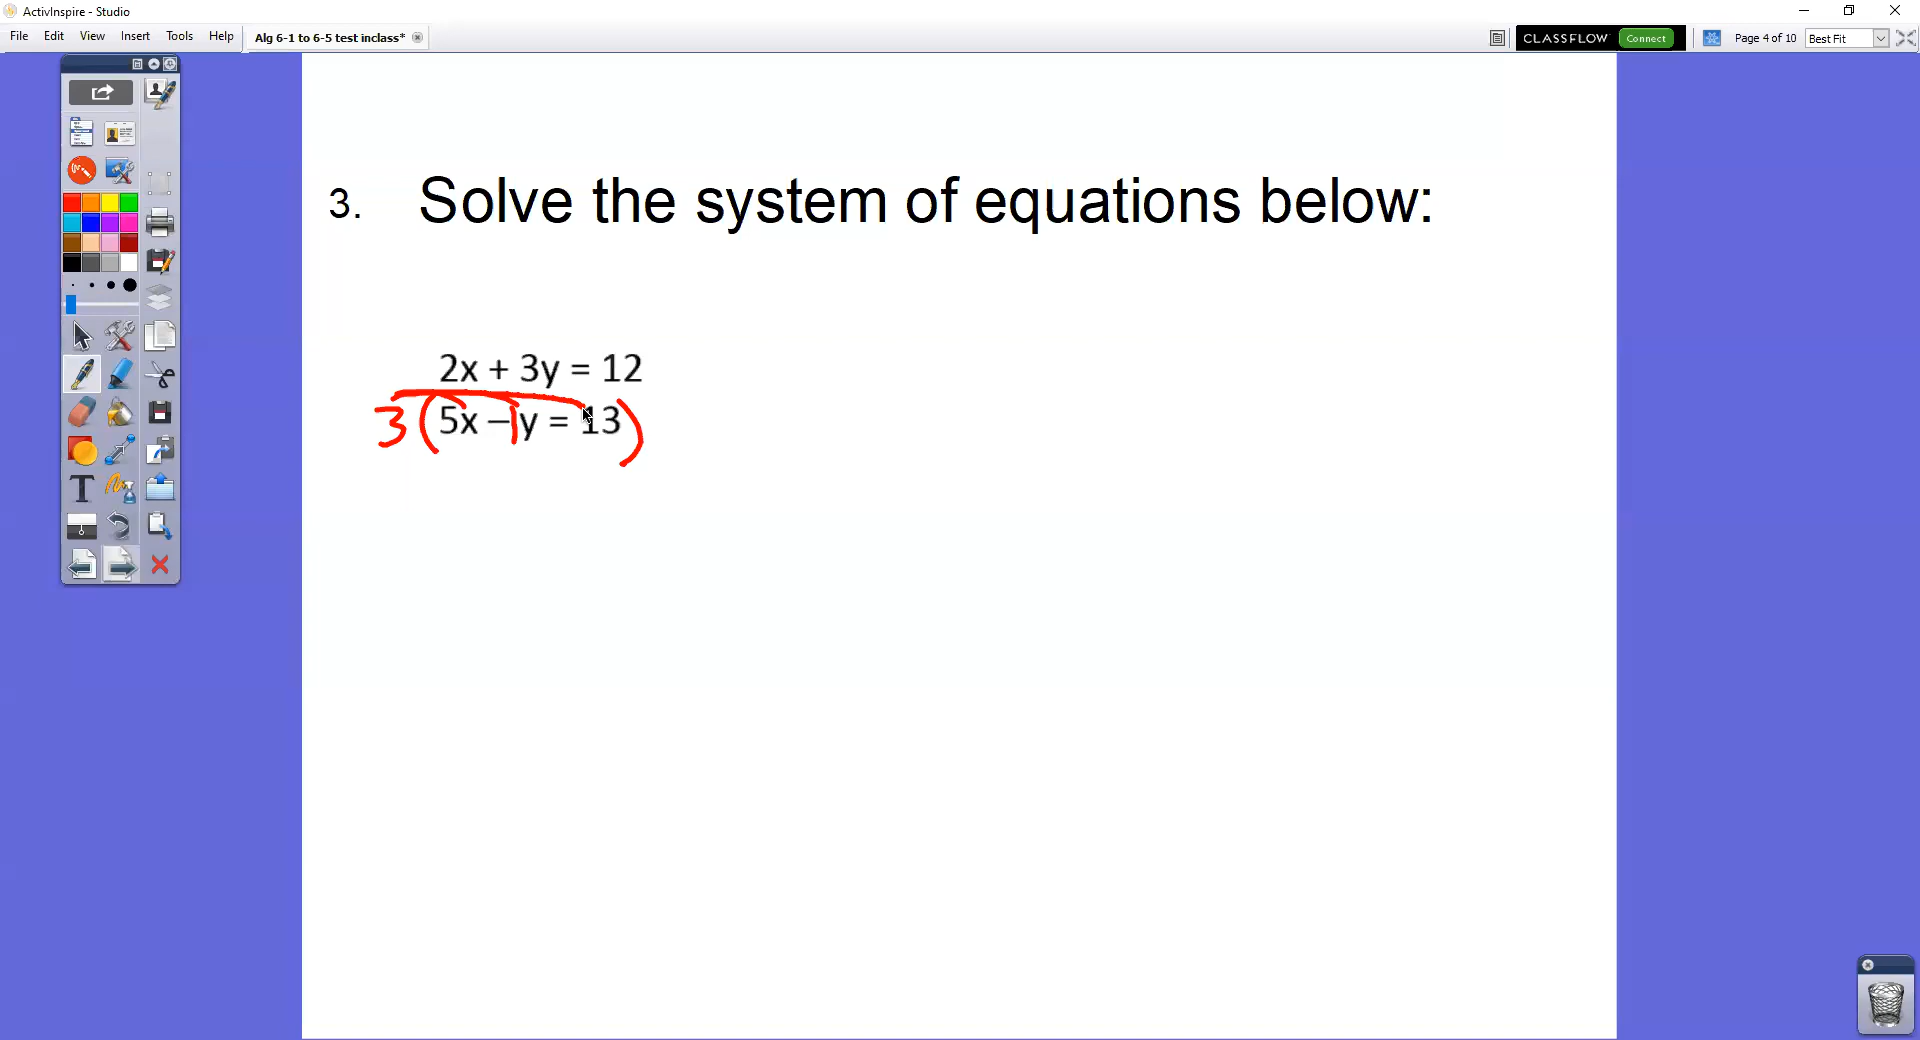 ActivInspire - Studio
File Edit View Insert Tools Help Alg 6-1 to 6-5 test inclass* CLASSFLOW Connect Page 4 of 10 Best Fit
3. Solve the system of equations below:
2x + 3y = 12
3(5x − 1y = 13)
T